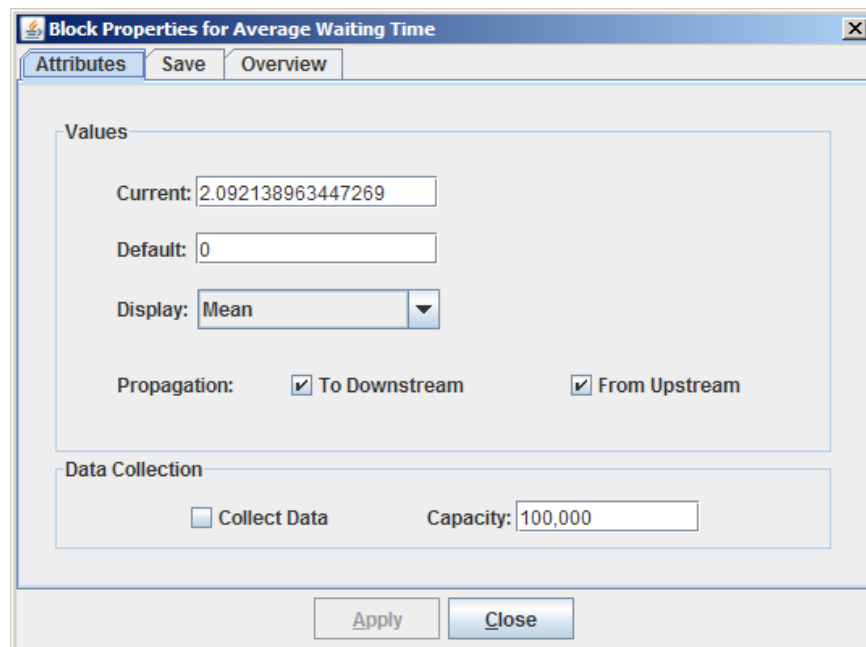 Block Properties for Average Waiting Time
Attributes Save Overview
Values
Current: 2.092138963447269
Default: 0
Display: Mean
Propagation: To Downstream From Upstream
Data Collection
Collect Data Capacity: 100,000
Apply Close